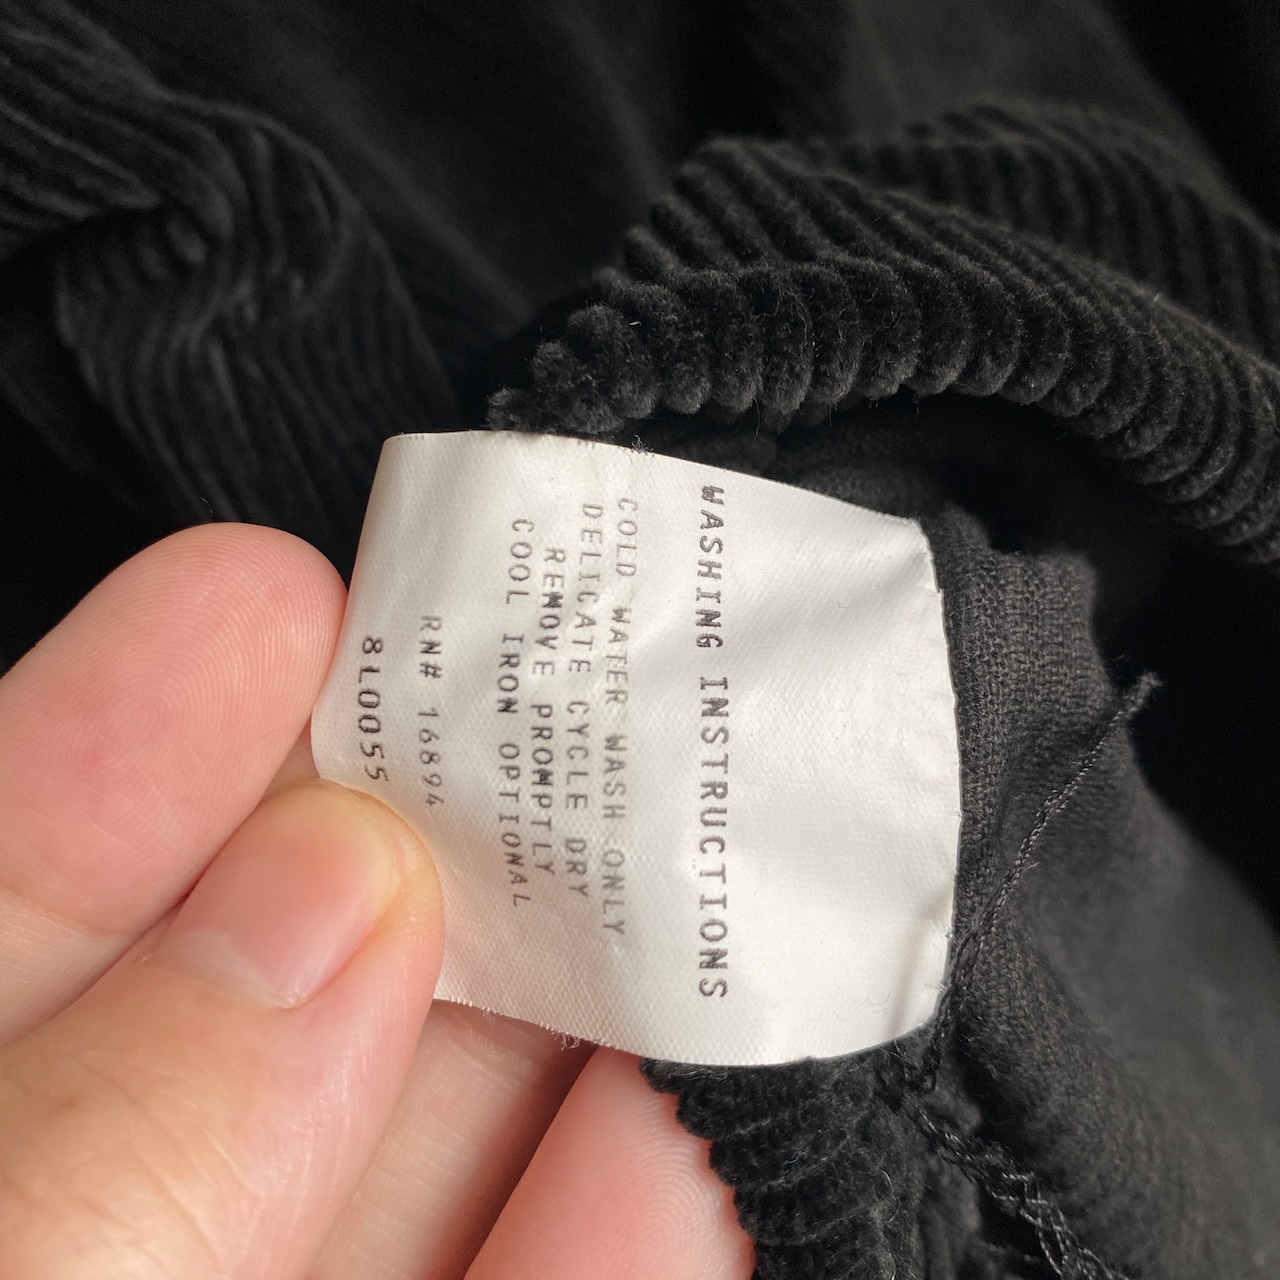 WASHING INSTRUCTIONS
COLD WATER WASH ONLY
DELICATE CYCLE DRY
REMOVE PROMPTLY
COOL IRON OPTIONAL
RN# 16894
8L0055